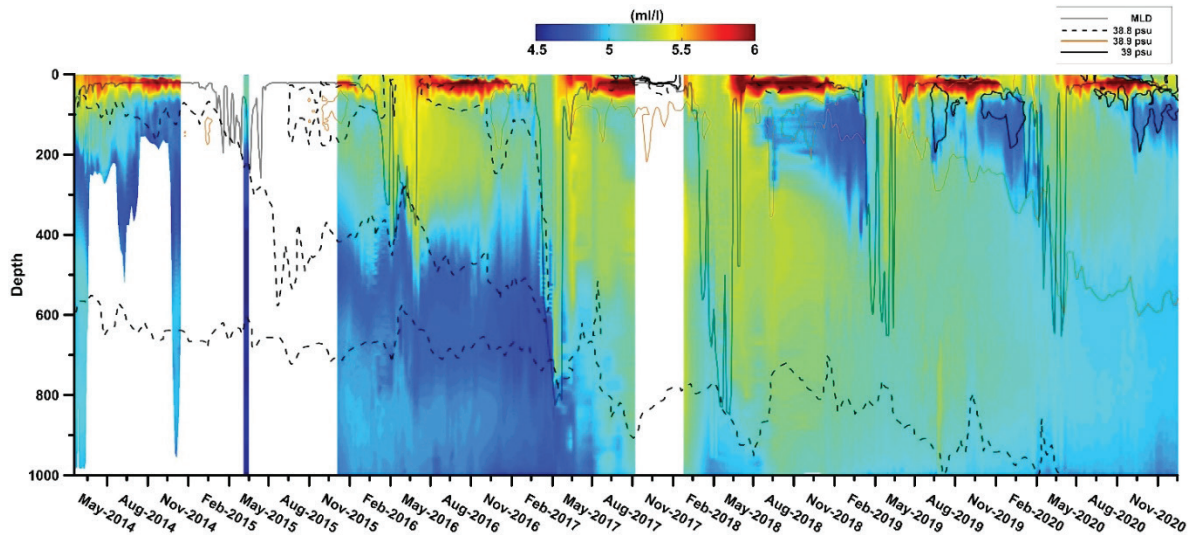 (ml/l)
4.5 5 5.5 6
MLD
38.8 psu
38.9 psu
39 psu
Depth
0
200
400
600
800
1000
May-2014
Aug-2014
Nov-2014
Feb-2015
May-2015
Aug-2015
Nov-2015
Feb-2016
May-2016
Aug-2016
Nov-2016
Feb-2017
May-2017
Aug-2017
Nov-2017
Feb-2018
May-2018
Aug-2018
Nov-2018
Feb-2019
May-2019
Aug-2019
Nov-2019
Feb-2020
May-2020
Aug-2020
Nov-2020